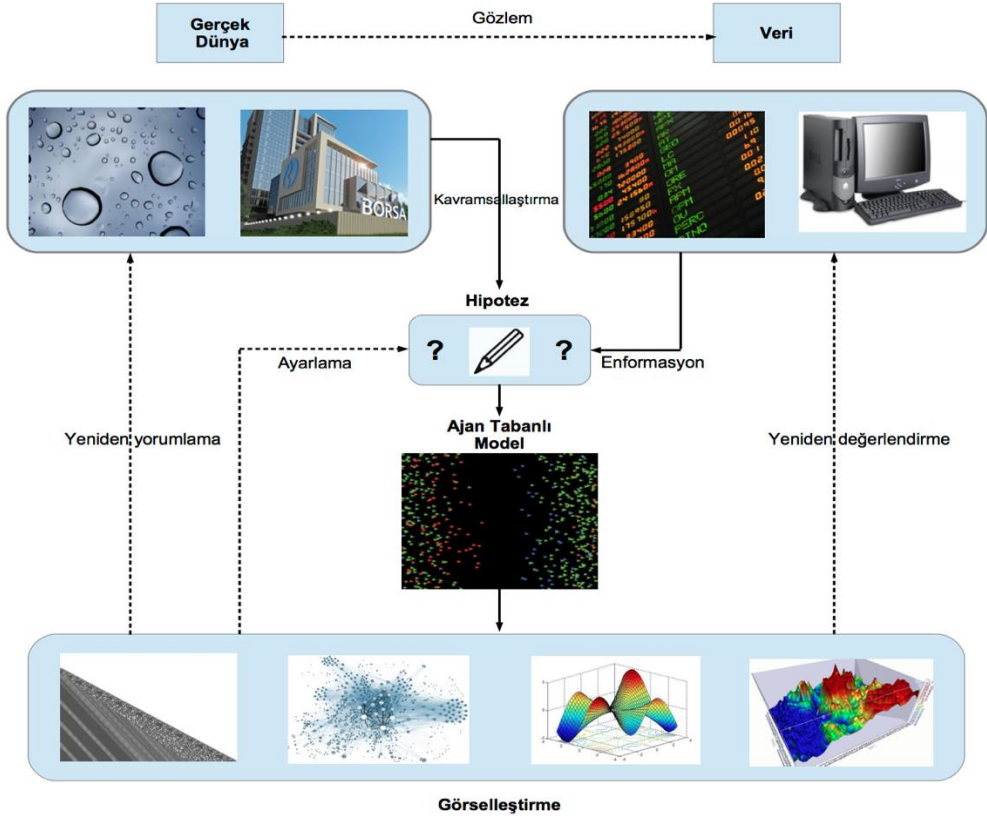 Gerçek
Dünya
Gözlem
Veri
BORSA
Kavramsallaştırma
Hipotez
?
?
Ayarlama
Enformasyon
Ajan Tabanlı
Model
Yeniden yorumlama
Yeniden değerlendirme
Görselleştirme